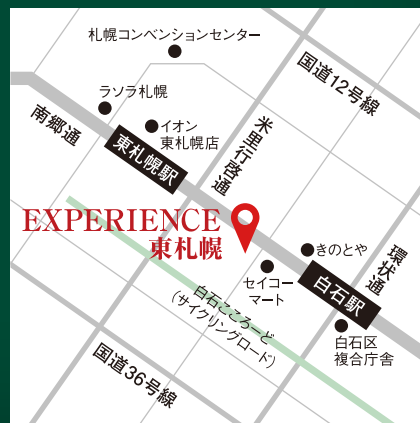 札幌コンベンションセンター
国道12号線
ラソラ札幌
南郷通
イオン
東札幌店
米里行啓通
東札幌駅
EXPERIENCE
東札幌
きのとや
環状通
セイコー
マート
白石駅
白石こころーど
(サイクリングロード)
白石区
複合庁舎
国道36号線